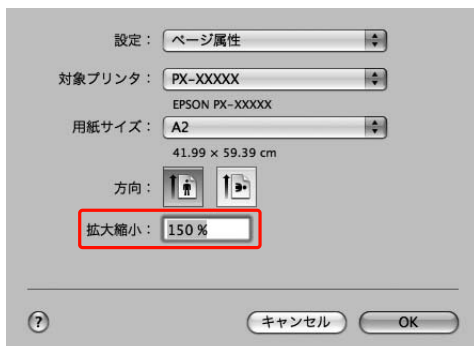 設定： ページ属性
対象プリンタ： PX-XXXXX
EPSON PX-XXXXX
用紙サイズ： A2
41.99 × 59.39 cm
方向：
拡大縮小： 150 %
? キャンセル OK